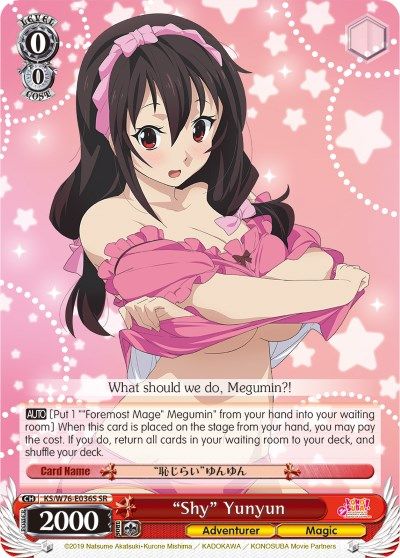 LEVEL
0
0
COST
What should we do, Megumin?!
AUTO [Put 1 "“Foremost Mage” Megumin" from your hand into your waiting
room] When this card is placed on the stage from your hand, you may pay
the cost. If you do, return all cards in your waiting room to your deck, and
shuffle your deck.
Card Name
“恥じらい”ゆんゆん
CH KS/W76-E036S SR
POWER
2000
“Shy” Yunyun
Adventurer
Magic
©2019 Natsume Akatsuki・Kurone Mishima / KADOKAWA / KONOSUBA Movie Partners